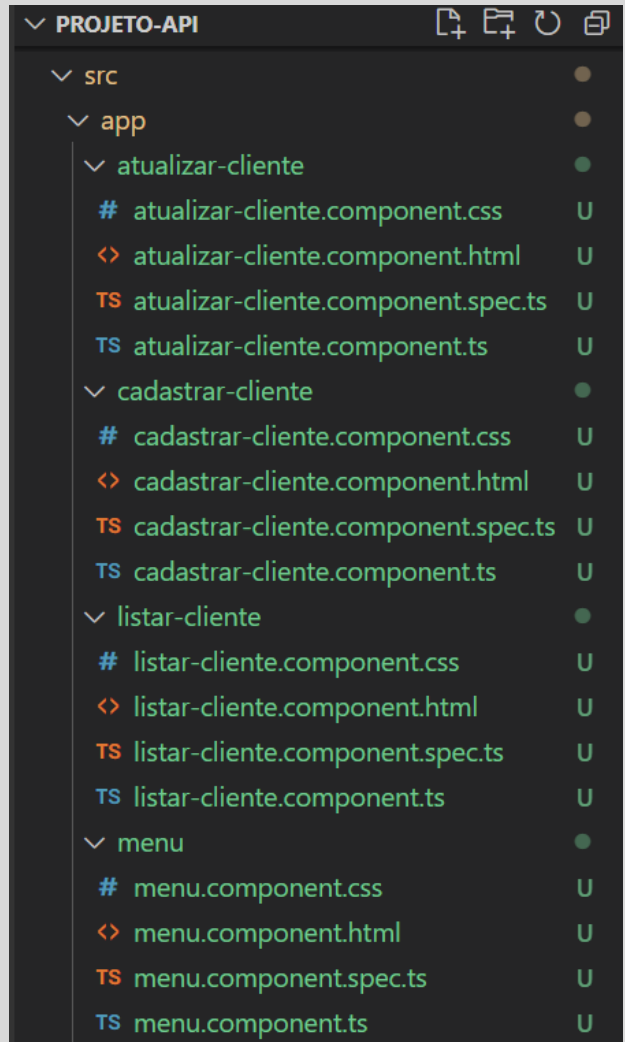 PROJETO-API
src
app
atualizar-cliente
# atualizar-cliente.component.css U
<> atualizar-cliente.component.html U
TS atualizar-cliente.component.spec.ts U
TS atualizar-cliente.component.ts U
cadastrar-cliente
# cadastrar-cliente.component.css U
<> cadastrar-cliente.component.html U
TS cadastrar-cliente.component.spec.ts U
TS cadastrar-cliente.component.ts U
listar-cliente
# listar-cliente.component.css U
<> listar-cliente.component.html U
TS listar-cliente.component.spec.ts U
TS listar-cliente.component.ts U
menu
# menu.component.css U
<> menu.component.html U
TS menu.component.spec.ts U
TS menu.component.ts U